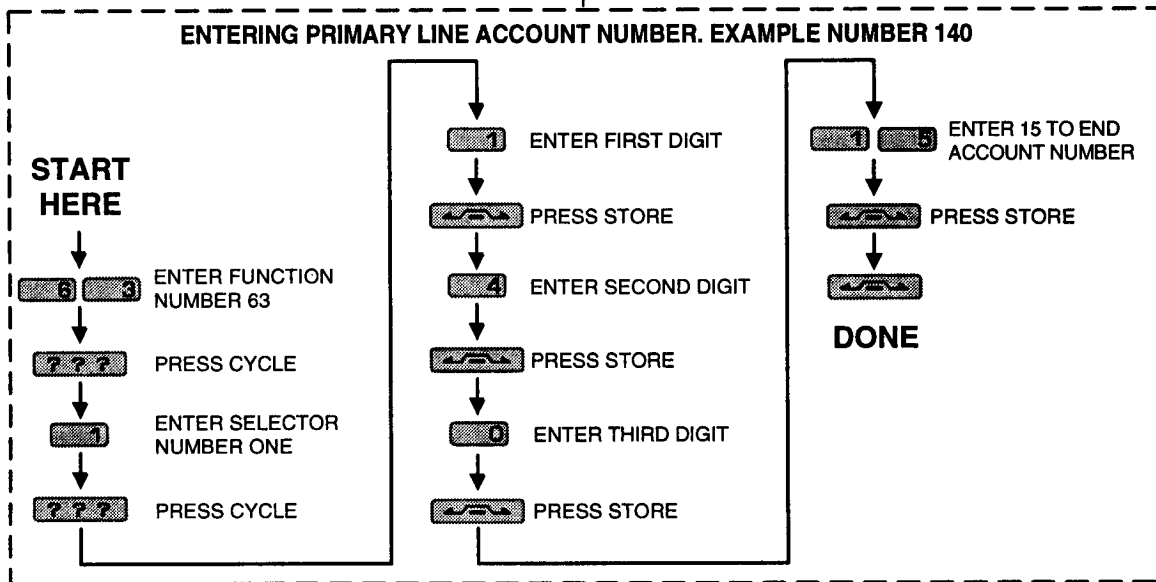 ENTERING PRIMARY LINE ACCOUNT NUMBER. EXAMPLE NUMBER 140
START
HERE
6 3 ENTER FUNCTION
NUMBER 63
? ? ? PRESS CYCLE
1 ENTER SELECTOR
NUMBER ONE
? ? ? PRESS CYCLE
1 ENTER FIRST DIGIT
PRESS STORE
4 ENTER SECOND DIGIT
PRESS STORE
0 ENTER THIRD DIGIT
PRESS STORE
1 5 ENTER 15 TO END
ACCOUNT NUMBER
PRESS STORE
DONE